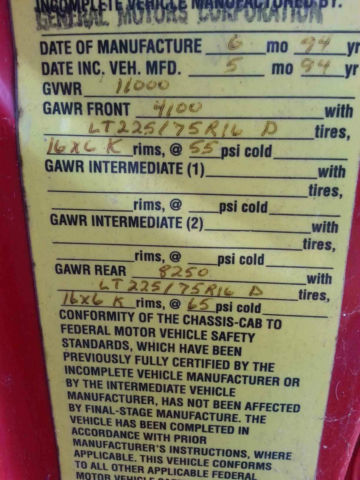 INCOMPLETE VEHICLE MANUFACTURED BY:
GENERAL MOTORS CORPORATION
DATE OF MANUFACTURE 6 mo 94 yr
DATE INC. VEH. MFD. 5 mo 94 yr
GVWR 11000
GAWR FRONT 4100 with
LT 225/75R16 D tires,
16x6 K rims, @ 55 psi cold
GAWR INTERMEDIATE (1) with
tires,
rims, @ psi cold
GAWR INTERMEDIATE (2) with
tires,
rims, @ psi cold
GAWR REAR 8250 with
LT 225/75R16 D tires,
16x6 K rims, @ 65 psi cold
CONFORMITY OF THE CHASSIS-CAB TO
FEDERAL MOTOR VEHICLE SAFETY
STANDARDS, WHICH HAVE BEEN
PREVIOUSLY FULLY CERTIFIED BY THE
INCOMPLETE VEHICLE MANUFACTURER OR
BY THE INTERMEDIATE VEHICLE
MANUFACTURER, HAS NOT BEEN AFFECTED
BY FINAL-STAGE MANUFACTURE. THE
VEHICLE HAS BEEN COMPLETED IN
ACCORDANCE WITH PRIOR
MANUFACTURER'S INSTRUCTIONS, WHERE
APPLICABLE. THIS VEHICLE CONFORMS
TO ALL OTHER APPLICABLE FEDERAL
MOTOR VEHICLE